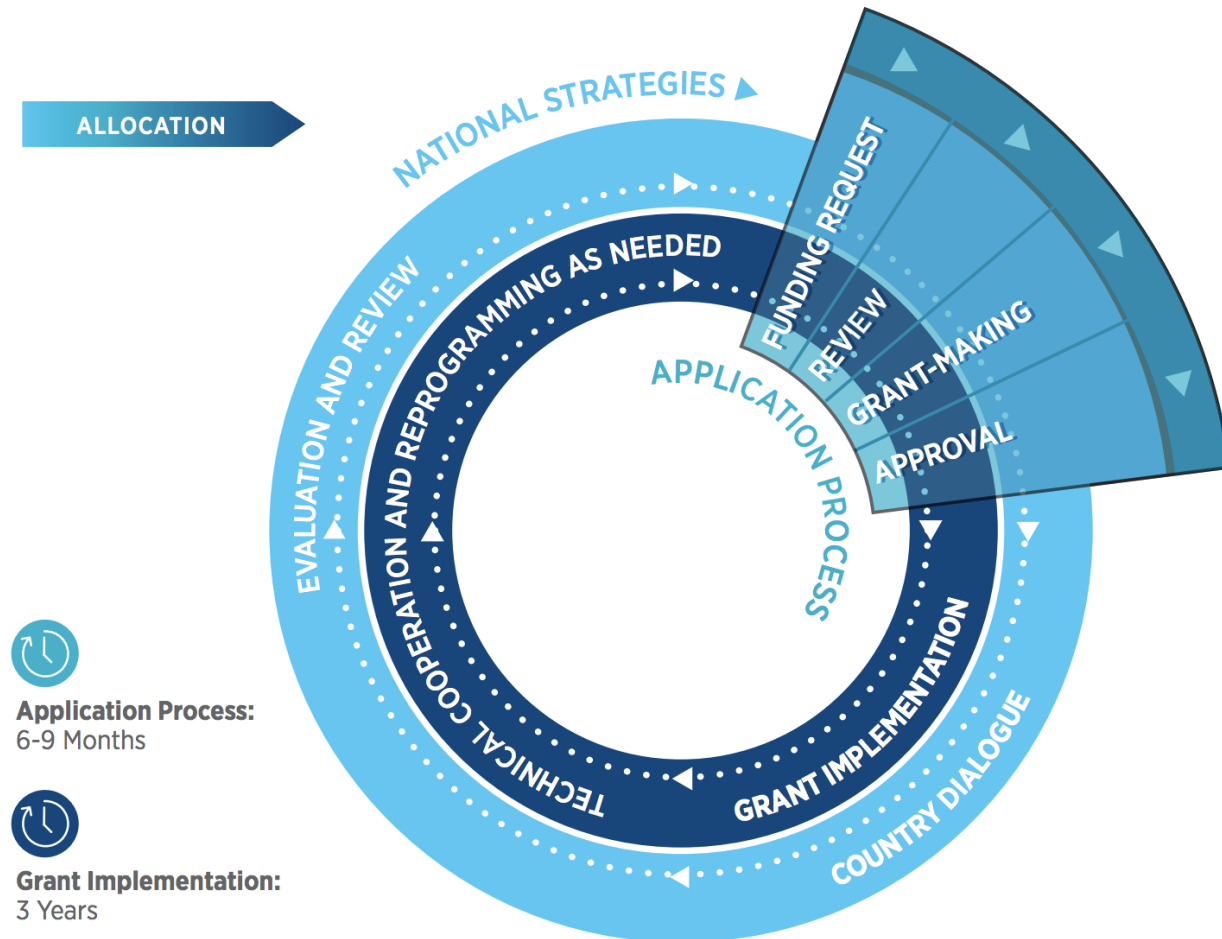 ALLOCATION
NATIONAL STRATEGIES
EVALUATION AND REVIEW
TECHNICAL COOPERATION AND REPROGRAMMING AS NEEDED
FUNDING REQUEST
REVIEW
GRANT-MAKING
APPROVAL
APPLICATION PROCESS
GRANT IMPLEMENTATION
COUNTRY DIALOGUE
Application Process:
6-9 Months
Grant Implementation:
3 Years